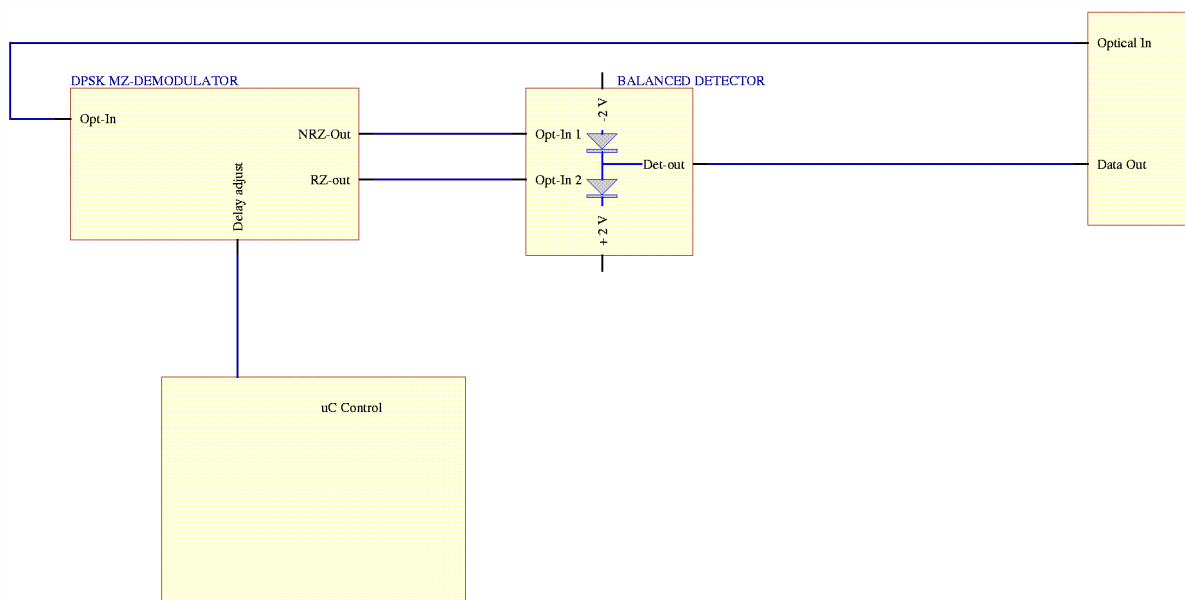 Optical In
DPSK MZ-DEMODULATOR
BALANCED DETECTOR
Opt-In
-2 V
NRZ-Out
Opt-In 1
Det-out
Data Out
RZ-out
Opt-In 2
Delay adjust
+ 2 V
uC Control